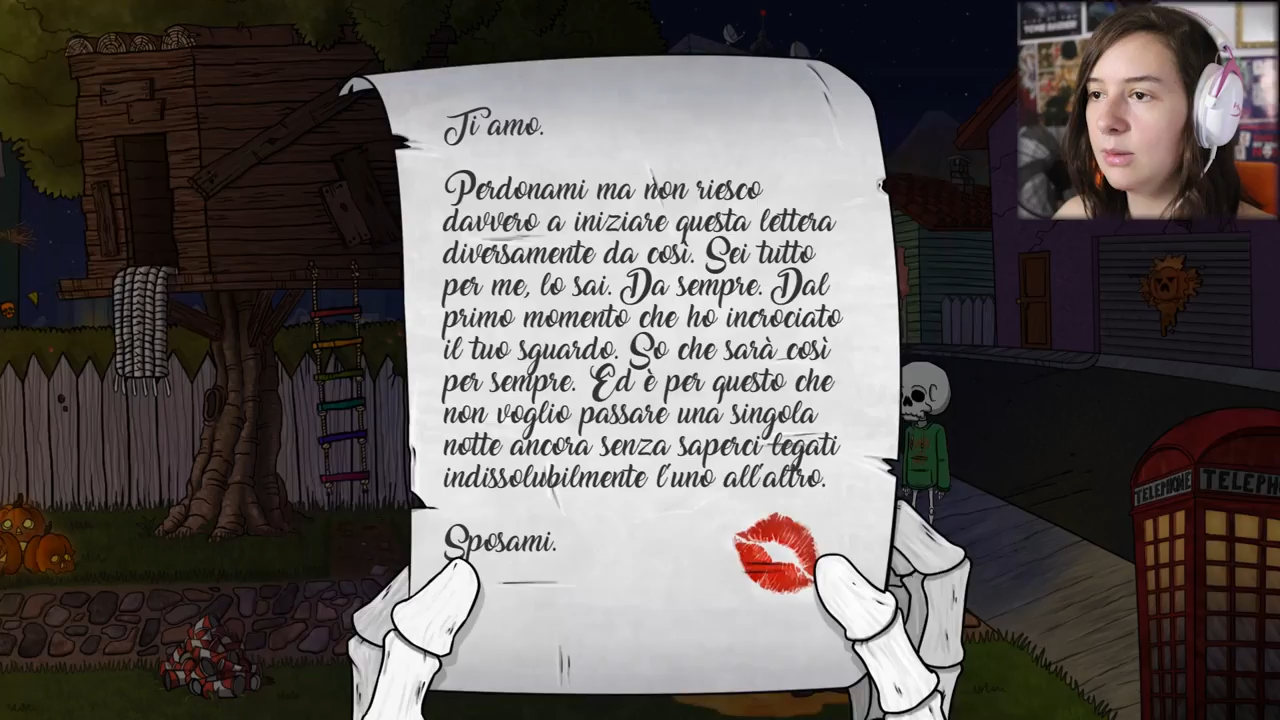 Ti amo.
Perdonami ma non riesco
davvero a iniziare questa lettera
diversamente da così. Sei tutto
per me, lo sai. Da sempre. Dal
primo momento che ho incrociato
il tuo sguardo. So che sarà così
per sempre. Ed è per questo che
non voglio passare una singola
notte ancora senza saperci legati
indissolubilmente l'uno all'altro.
Sposami.
TELEPHONE
TELEPH